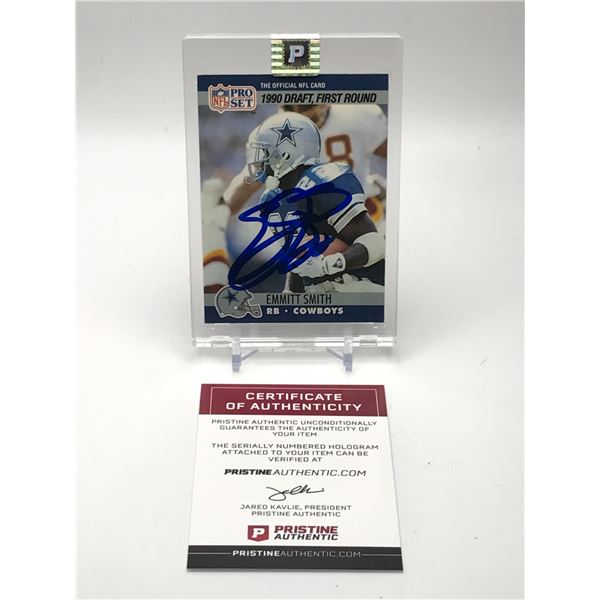 P
NFL
PRO
SET
THE OFFICIAL NFL CARD
1990 DRAFT, FIRST ROUND
8
EMMITT SMITH
RB • COWBOYS
CERTIFICATE
OF AUTHENTICITY
PRISTINE AUTHENTIC UNCONDITIONALLY
GUARANTEES THE AUTHENTICITY OF
YOUR ITEM
THE SERIALLY NUMBERED HOLOGRAM
ATTACHED TO YOUR ITEM CAN BE
VERIFIED AT
PRISTINEAUTHENTIC.COM
JARED KAVLIE, PRESIDENT
PRISTINE AUTHENTIC
P PRISTINE
AUTHENTIC
PRISTINEAUTHENTIC.COM